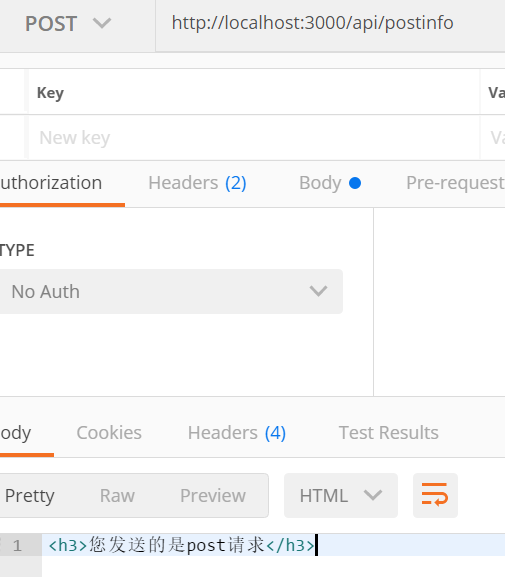 POST
http://localhost:3000/api/postinfo
Key
Va
New key
Va
uthorization
Headers (2)
Body
Pre-request
TYPE
No Auth
ody
Cookies
Headers (4)
Test Results
Pretty
Raw
Preview
HTML
1
<h3>您发送的是post请求</h3>